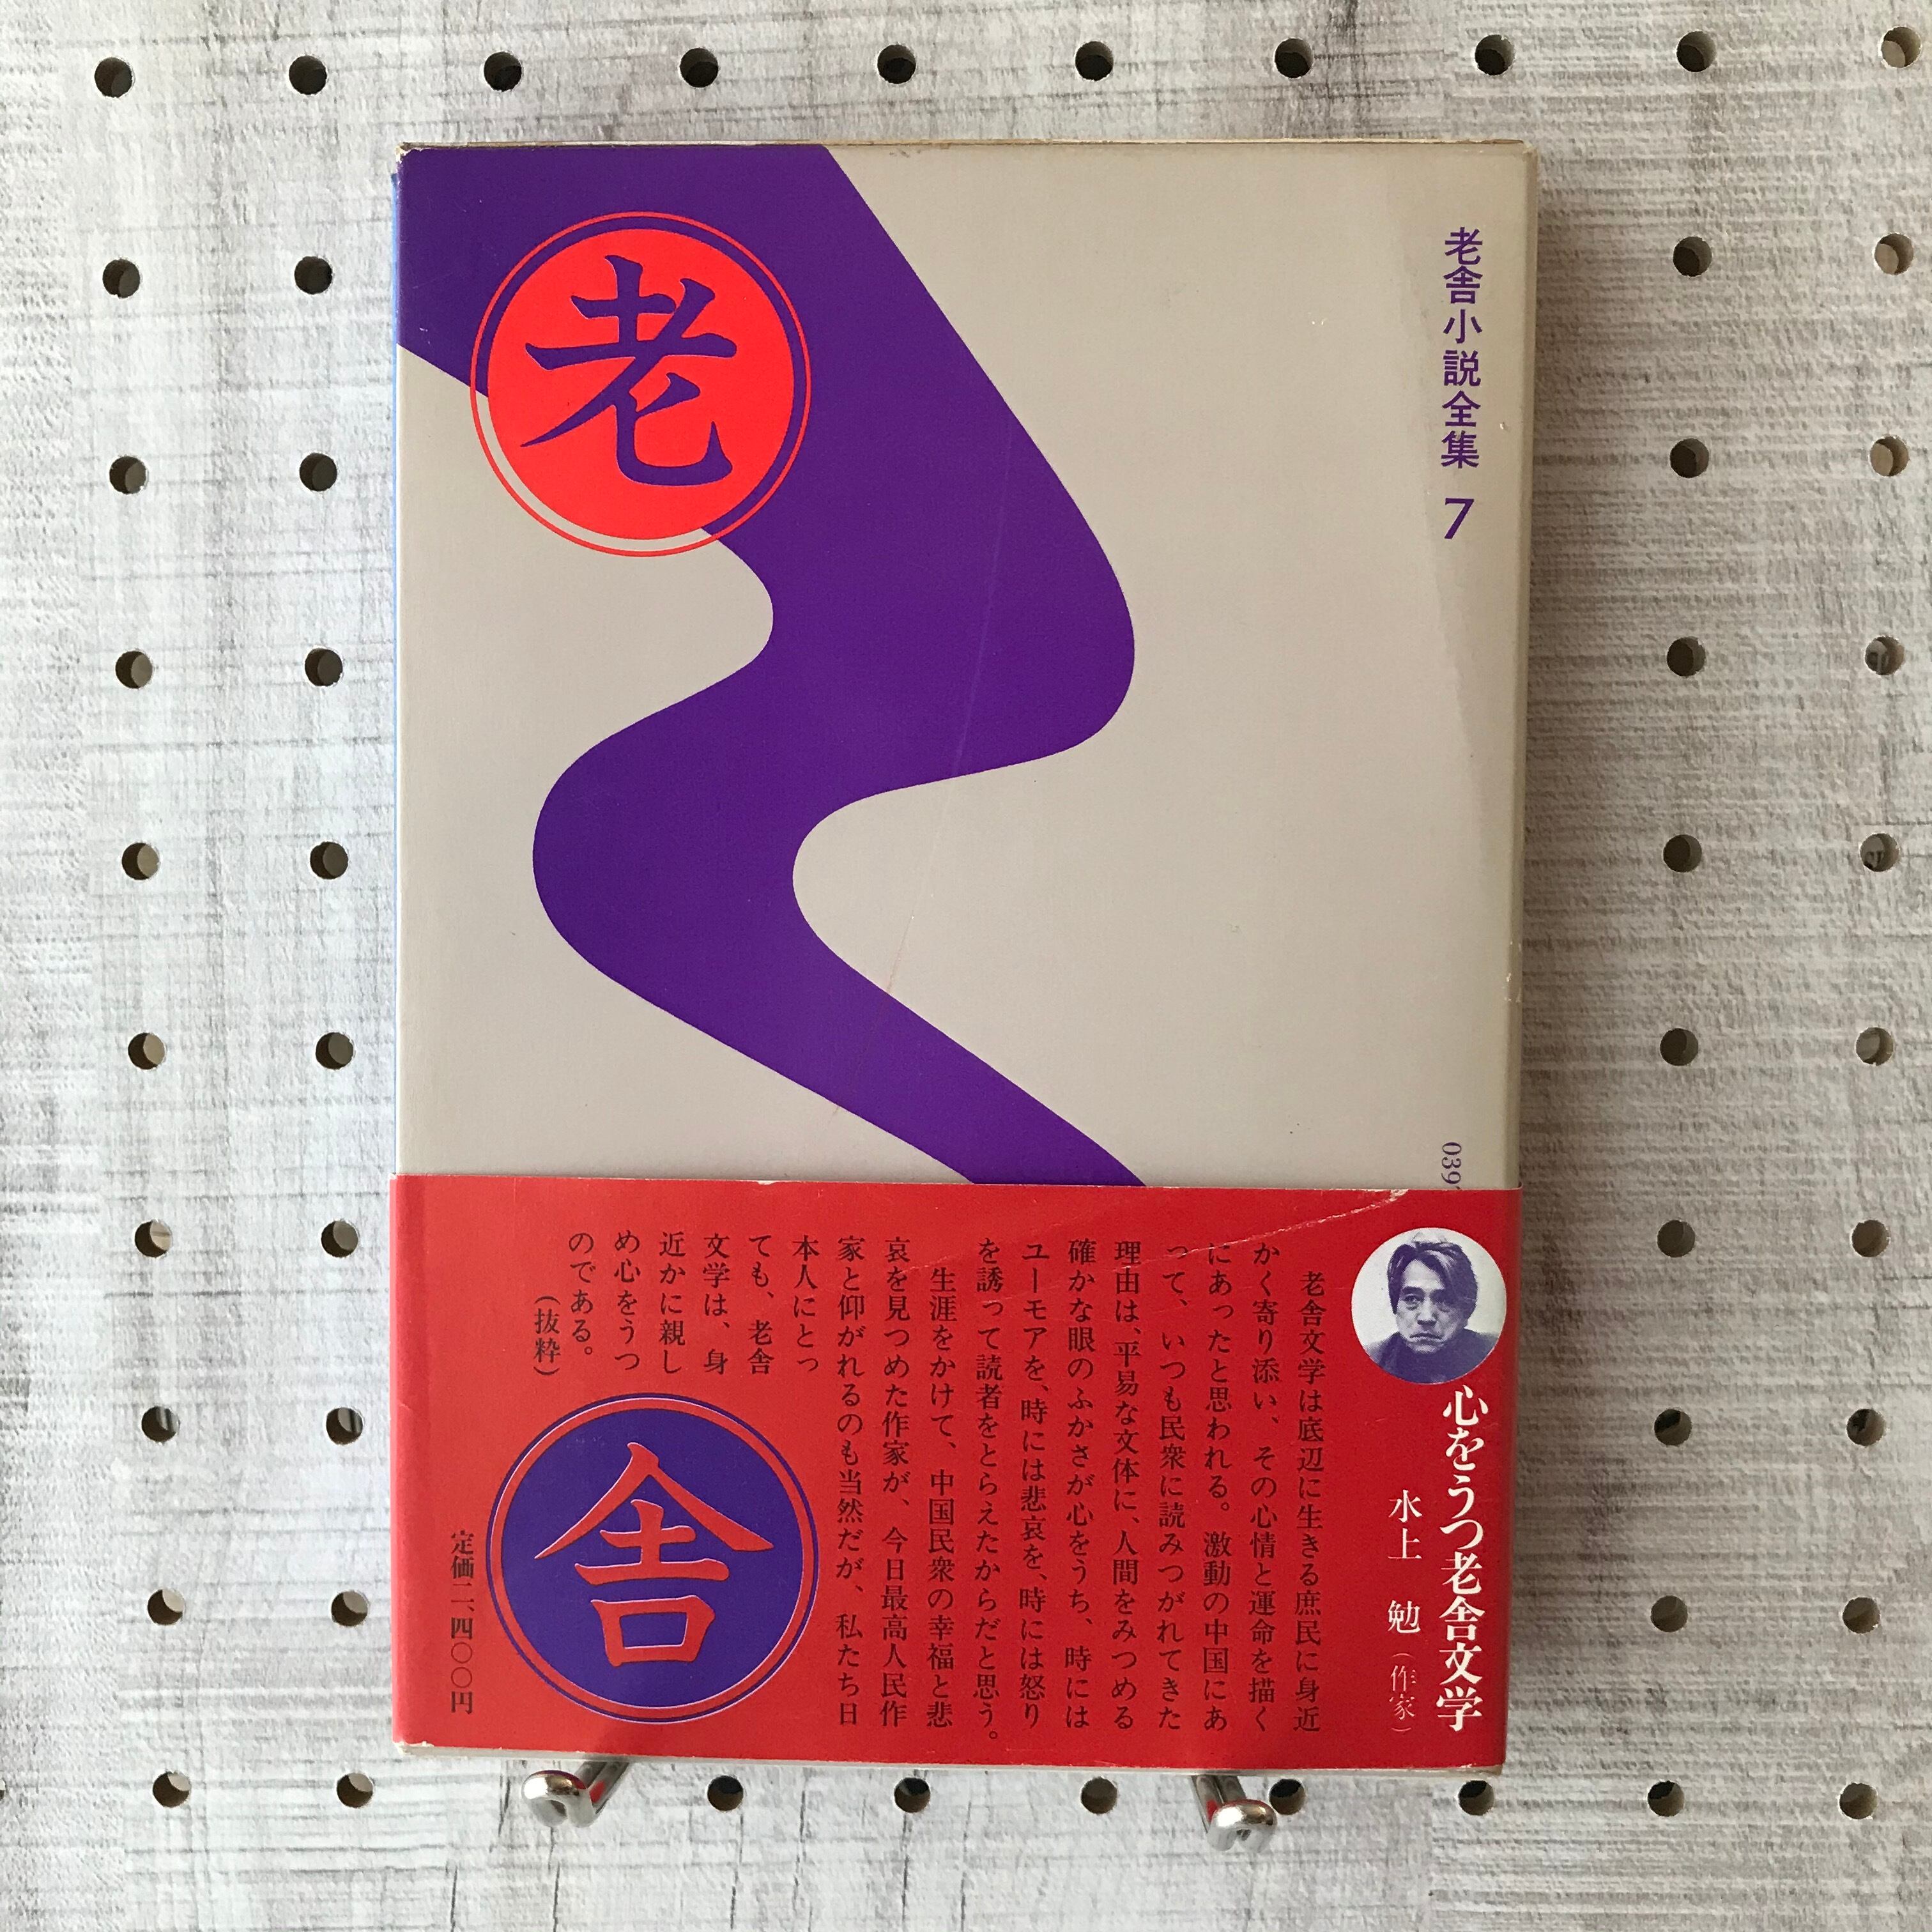 老舎小説全集 7
039
老
心をうつ老舎文学
水上 勉（作家）
老舎文学は底辺に生きる庶民に身近
かく寄り添い、その心情と運命を描く
にあったと思われる。激動の中国にあ
って、いつも民衆に読みつがれてきた
理由は、平易な文体に、人間をみつめる
確かな眼のふかさが心をうち、時には
ユーモアを、時には悲哀を、時には怒り
を誘って読者をとらえたからだと思う。
生涯をかけて、中国民衆の幸福と悲
哀を見つめた作家が、今日最高人民作
家と仰がれるのも当然だが、私たち日
本人にとっ
ても、老舎
文学は、身
近かに親し
め心をうつ
のである。
（抜粋）
舎
定価二、四〇〇円